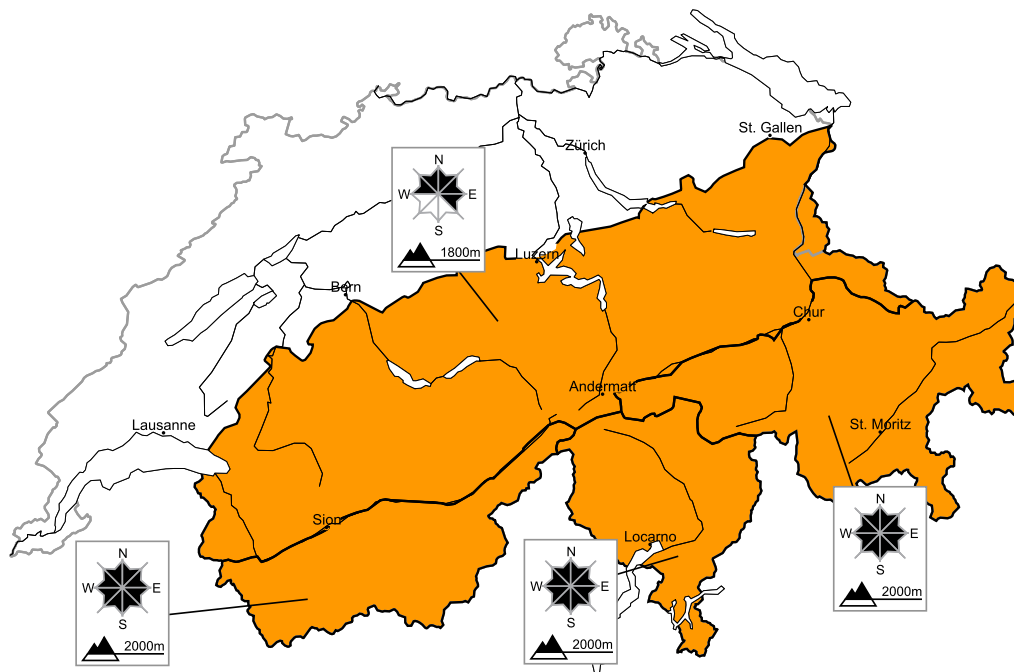 St. Gallen
Zürich
N
W E
S
1800m
Luzern
Bern
Chur
Andermatt
Lausanne
St. Moritz
N
W E
S
2000m
Sion
Locarno
N
W E
S
2000m
N
W E
S
2000m